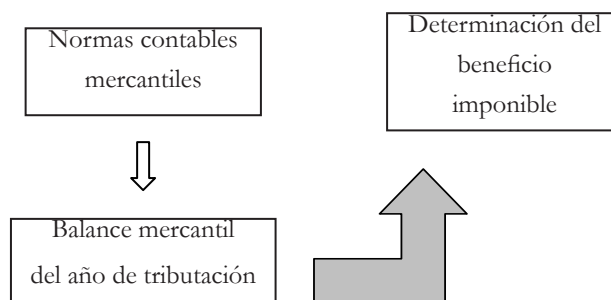 Normas contables
mercantiles
Determinación del
beneficio
imponible
Balance mercantil
del año de tributación